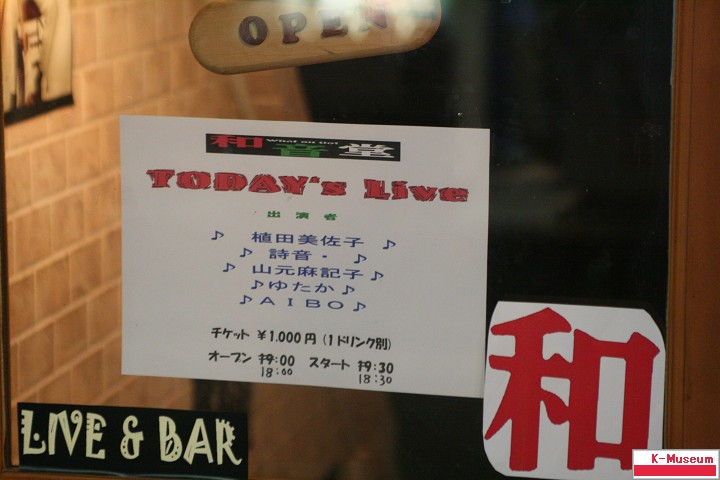 OPEN
和音堂
What on Do!
TODAY's Live
出演者
♪ 植田美佐子 ♪
♪ 詩音・ ♪
♪ 山元麻記子 ♪
♪ ゆたか ♪
♪ AIBO ♪
チケット ¥1,000円 (1ドリンク別)
オープン 19:00 スタート 19:30
18:00 18:30
LIVE & BAR
和
K-Museum